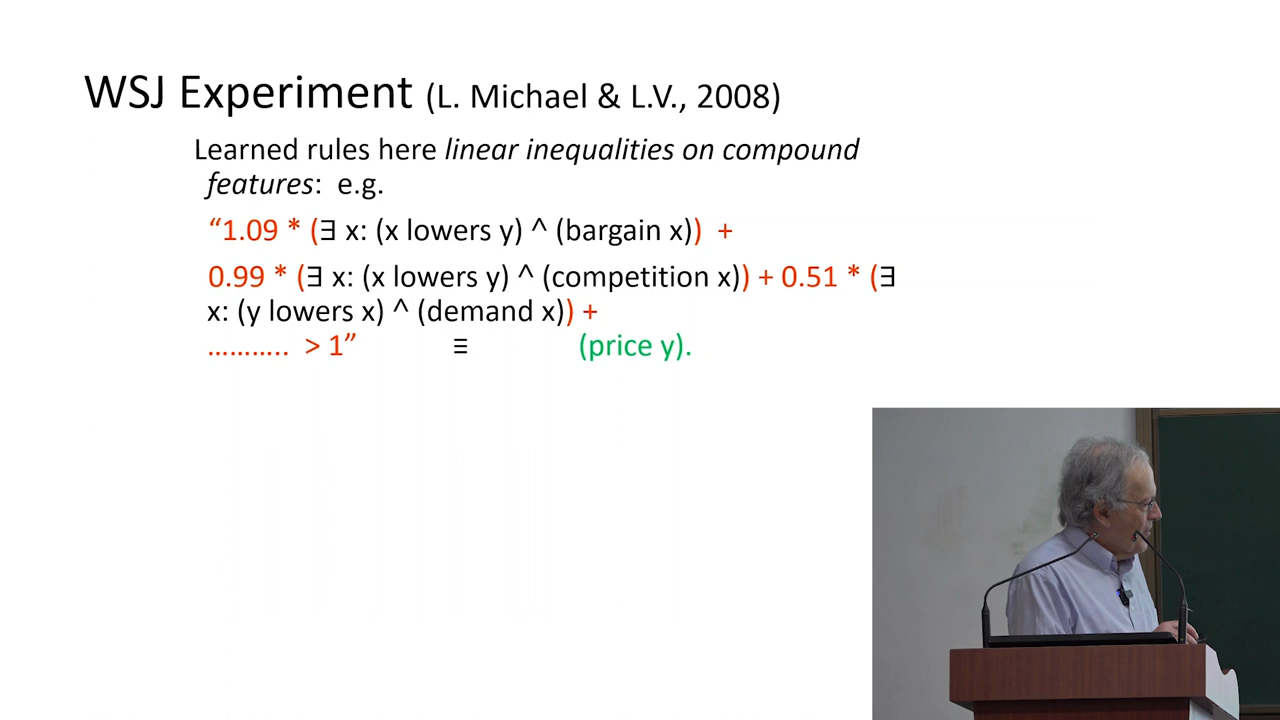 WSJ Experiment (L. Michael & L.V., 2008)
Learned rules here linear inequalities on compound
features: e.g.
“1.09 * (∃ x: (x lowers y) ^ (bargain x)) +
0.99 * (∃ x: (x lowers y) ^ (competition x)) + 0.51 * (∃
x: (y lowers x) ^ (demand x)) +
……….. > 1” ≡ (price y).